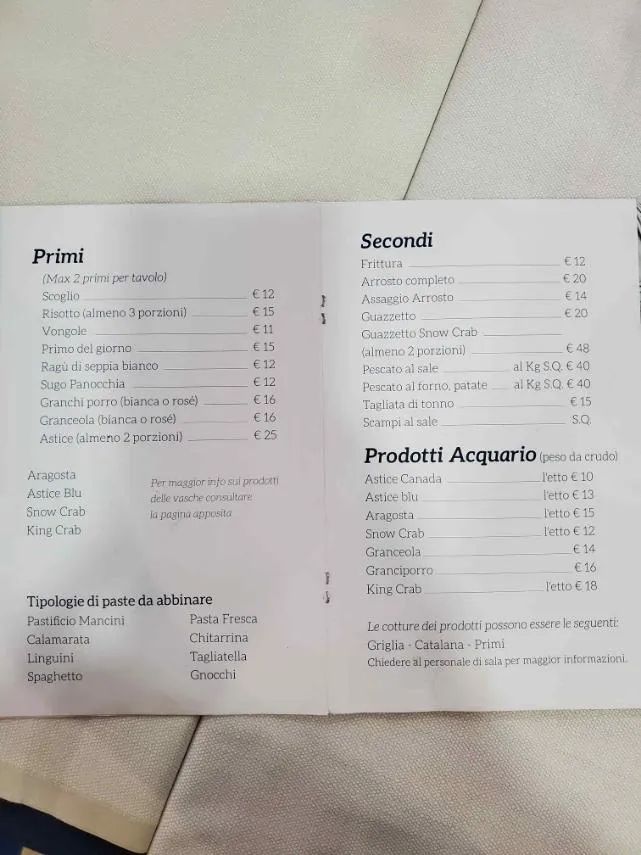 Primi
(Max 2 primi per tavolo)
Scoglio € 12
Risotto (almeno 3 porzioni) € 15
Vongole € 11
Primo del giorno € 15
Ragù di seppia bianco € 12
Sugo Panocchia € 12
Granchi porro (bianca o rosé) € 16
Granceola (bianca o rosé) € 16
Astice (almeno 2 porzioni) € 25
Aragosta
Astice Blu
Snow Crab
King Crab
Per maggior info sui prodotti
delle vasche consultare
la pagina apposita
Tipologie di paste da abbinare
Pastificio Mancini
Calamarata
Linguini
Spaghetto
Pasta Fresca
Chitarrina
Tagliatella
Gnocchi
Secondi
Frittura € 12
Arrosto completo € 20
Assaggio Arrosto € 14
Guazzetto € 20
Guazzetto Snow Crab
(almeno 2 porzioni) € 48
Pescato al sale al Kg S.Q. € 40
Pescato al forno, patate al Kg S.Q. € 40
Tagliata di tonno € 15
Scampi al sale S.Q.
Prodotti Acquario (peso da crudo)
Astice Canada l'etto € 10
Astice blu l'etto € 13
Aragosta l'etto € 15
Snow Crab l'etto € 12
Granceola € 14
Granciporro € 16
King Crab l'etto € 18
Le cotture dei prodotti possono essere le seguenti:
Griglia - Catalana - Primi
Chiedere al personale di sala per maggior informazioni.